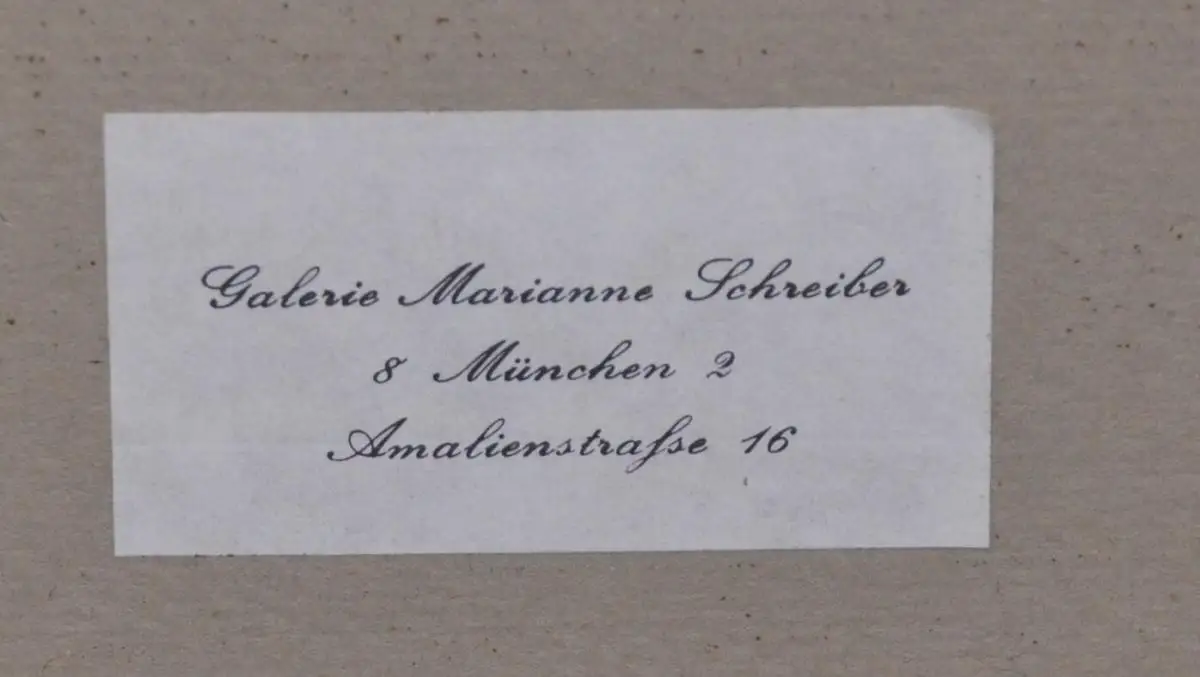 Galerie Marianne Schreiber
8 München 2
Amalienstraße 16